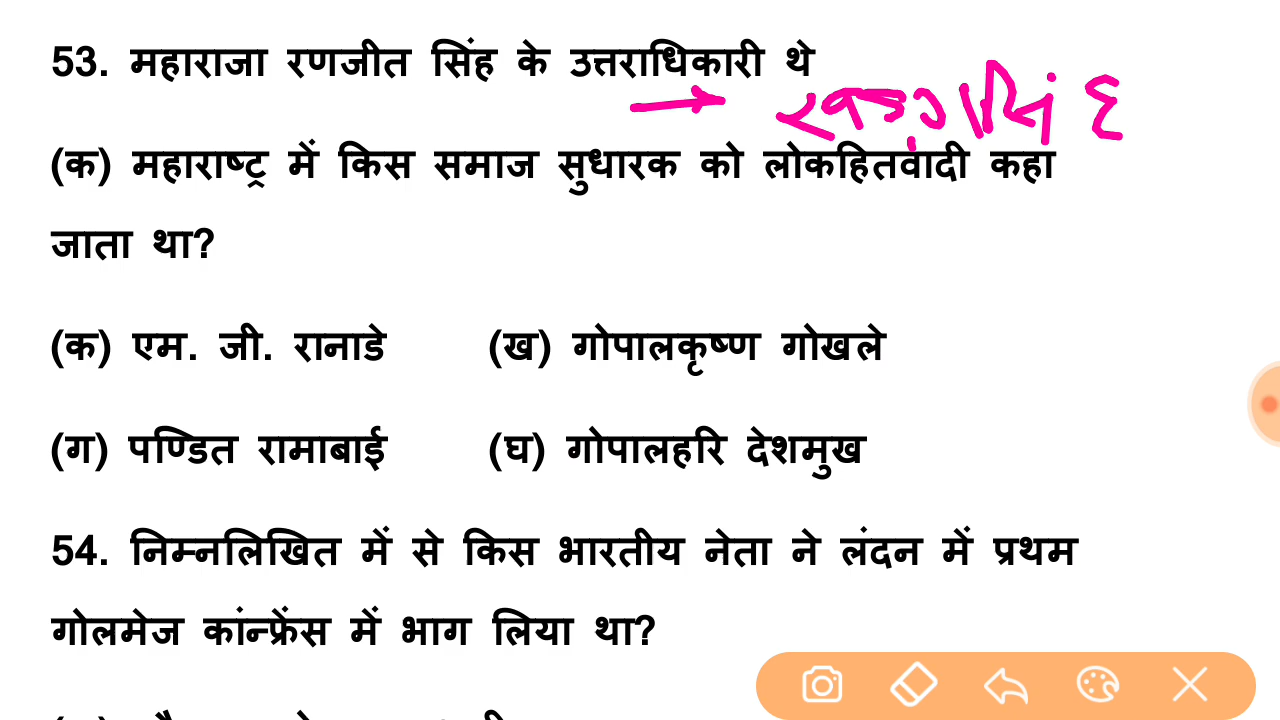 53. महाराजा रणजीत सिंह के उत्तराधिकारी थे
(क) महाराष्ट्र में किस समाज सुधारक को लोकहितवादी कहा
जाता था?
(क) एम. जी. रानाडे (ख) गोपालकृष्ण गोखले
(ग) पण्डित रामाबाई (घ) गोपालहरि देशमुख
54. निम्नलिखित में से किस भारतीय नेता ने लंदन में प्रथम
गोलमेज कांन्फ्रेंस में भाग लिया था?